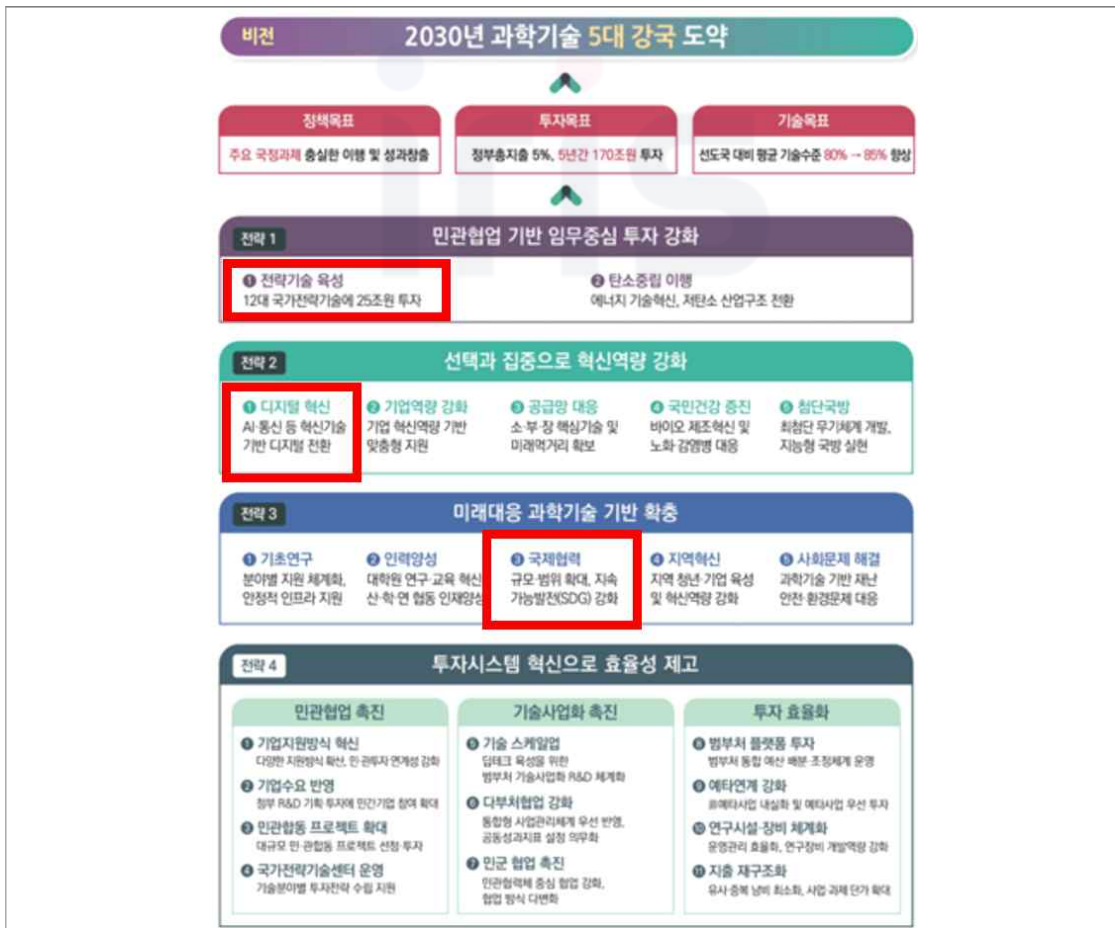 비전
2030년 과학기술 5대 강국 도약
iris
정책목표
주요 국정과제 충실한 이행 및 성과창출
투자목표
정부총지출 5%, 5년간 170조원 투자
기술목표
선도국 대비 평균 기술수준 80% → 85% 향상
전략 1
민관협업 기반 임무중심 투자 강화
❶ 전략기술 육성
12대 국가전략기술에 25조원 투자
❷ 탄소중립 이행
에너지 기술혁신, 저탄소 산업구조 전환
전략 2
선택과 집중으로 혁신역량 강화
❶ 디지털 혁신
AI·통신 등 혁신기술
기반 디지털 전환
❷ 기업역량 강화
기업 혁신역량 기반
맞춤형 지원
❸ 공급망 대응
소·부·장 핵심기술 및
미래먹거리 확보
❹ 국민건강 증진
바이오 제조혁신 및
노화·감염병 대응
❺ 첨단국방
최첨단 무기체계 개발,
지능형 국방 실현
전략 3
미래대응 과학기술 기반 확충
❶ 기초연구
분야별 지원 체계화,
안정적 인프라 지원
❷ 인력양성
대학원 연구·교육 혁신
산·학·연 협동 인재양성
❸ 국제협력
규모·범위 확대, 지속
가능발전(SDG) 강화
❹ 지역혁신
지역 청년·기업 육성
및 혁신역량 강화
❺ 사회문제 해결
과학기술 기반 재난
안전·환경문제 대응
전략 4
투자시스템 혁신으로 효율성 제고
민관협업 촉진
❶ 기업지원방식 혁신
다양한 지원방식 확산, 민·관투자 연계성 강화
❷ 기업수요 반영
정부 R&D 기획·투자에 민간기업 참여 확대
❸ 민관합동 프로젝트 확대
대규모 민·관합동 프로젝트 선정·투자
❹ 국가전략기술센터 운영
기술분야별 투자전략 수립 지원
기술사업화 촉진
❺ 기술 스케일업
딥테크 육성을 위한
범부처 기술사업화 R&D 체계화
❻ 다부처협업 강화
통합형 사업관리체계 우선 반영,
공동성과지표 설정 의무화
❼ 민군 협업 촉진
민관협력체 중심 협업 강화,
협업 방식 다변화
투자 효율화
❽ 범부처 플랫폼 투자
범부처 통합 예산 배분·조정체계 운영
❾ 예타연계 강화
非예타사업 내실화 및 예타사업 우선 투자
❿ 연구시설·장비 체계화
운영관리 효율화, 연구장비 개발역량 강화
⓫ 지출 재구조화
유사·중복 낭비 최소화, 사업·과제 단가 확대